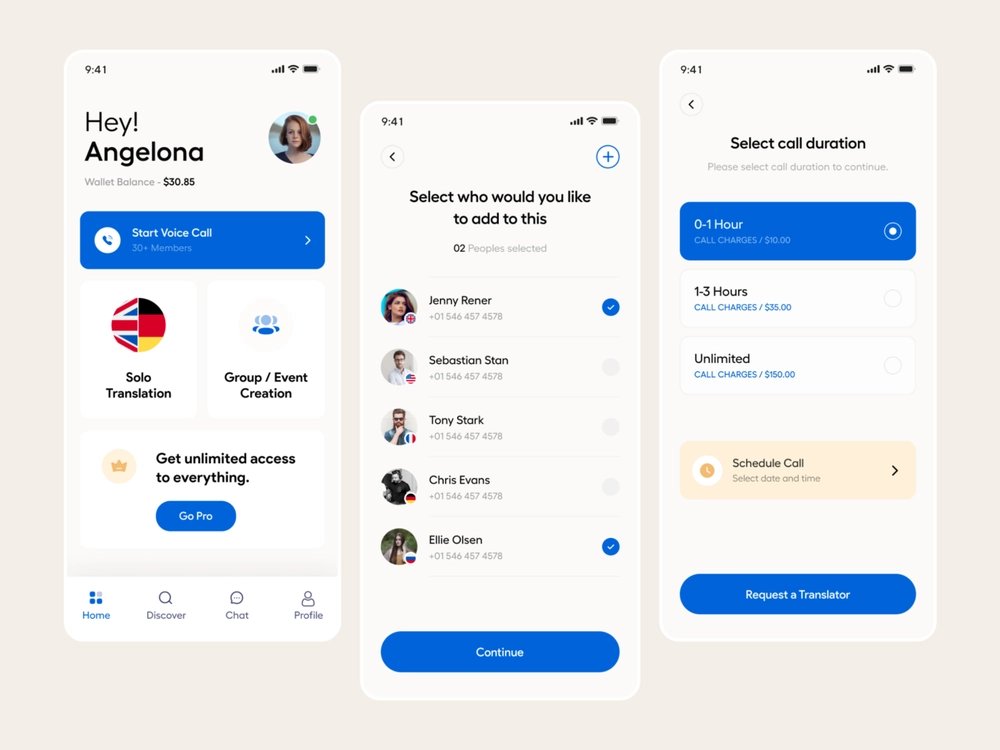 9:41
Hey!
Angelona
Wallet Balance - $30.85
Start Voice Call
30+ Members
Solo
Translation
Group / Event
Creation
Get unlimited access
to everything.
Go Pro
Home
Discover
Chat
Profile
9:41
Select who would you like
to add to this
02 Peoples selected
Jenny Rener
+01 546 457 4578
Sebastian Stan
+01 546 457 4578
Tony Stark
+01 546 457 4578
Chris Evans
+01 546 457 4578
Ellie Olsen
+01 546 457 4578
Continue
9:41
Select call duration
Please select call duration to continue.
0-1 Hour
CALL CHARGES / $10.00
1-3 Hours
CALL CHARGES / $35.00
Unlimited
CALL CHARGES / $150.00
Schedule Call
Select date and time
Request a Translator